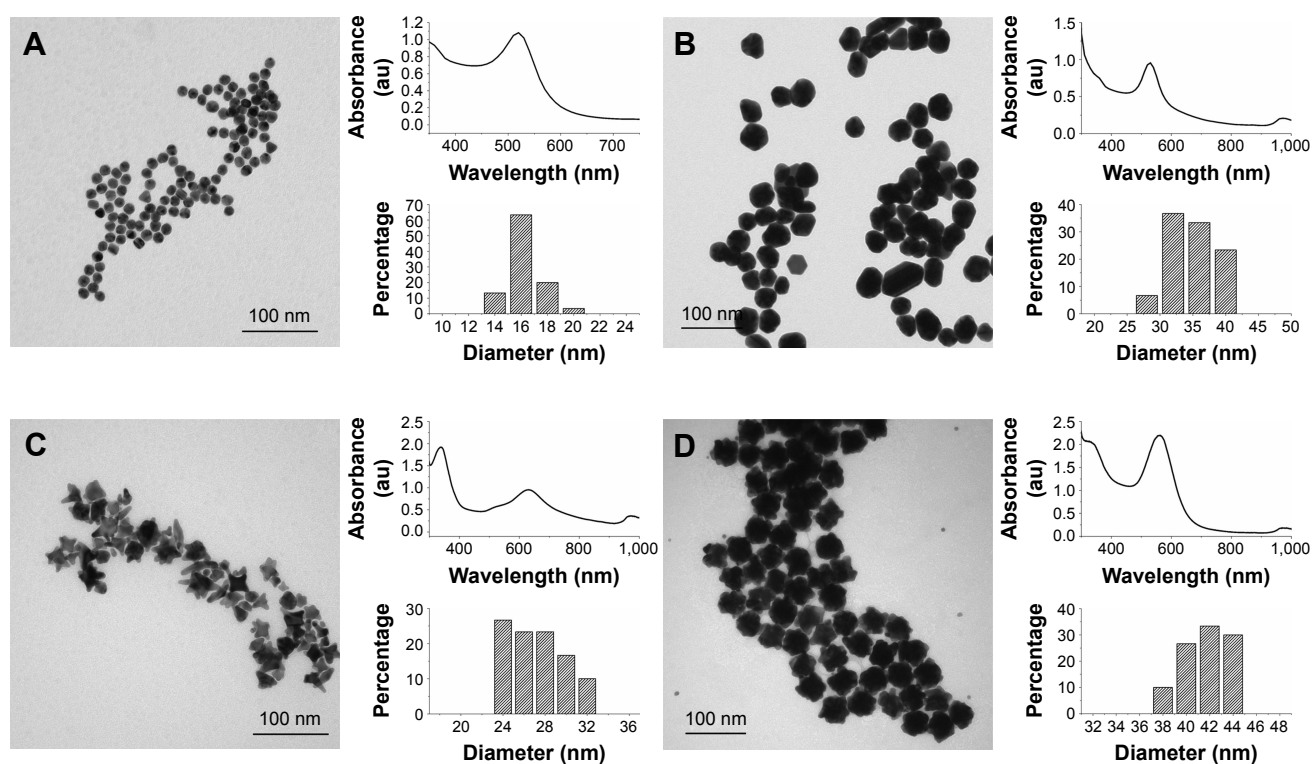 A
100 nm
Absorbance
(au)
1.2
1.0
0.8
0.6
0.4
0.2
0.0
400 500 600 700
Wavelength (nm)
Percentage
70
60
50
40
30
20
10
0
10 12 14 16 18 20 22 24
Diameter (nm)
B
100 nm
Absorbance
(au)
1.5
1.0
0.5
0.0
400 600 800 1,000
Wavelength (nm)
Percentage
40
30
20
10
0
20 25 30 35 40 45 50
Diameter (nm)
C
100 nm
Absorbance
(au)
2.5
2.0
1.5
1.0
0.5
0.0
400 600 800 1,000
Wavelength (nm)
Percentage
30
20
10
0
20 24 28 32 36
Diameter (nm)
D
100 nm
Absorbance
(au)
2.5
2.0
1.5
1.0
0.5
0.0
400 600 800 1,000
Wavelength (nm)
Percentage
40
30
20
10
0
32 34 36 38 40 42 44 46 48
Diameter (nm)